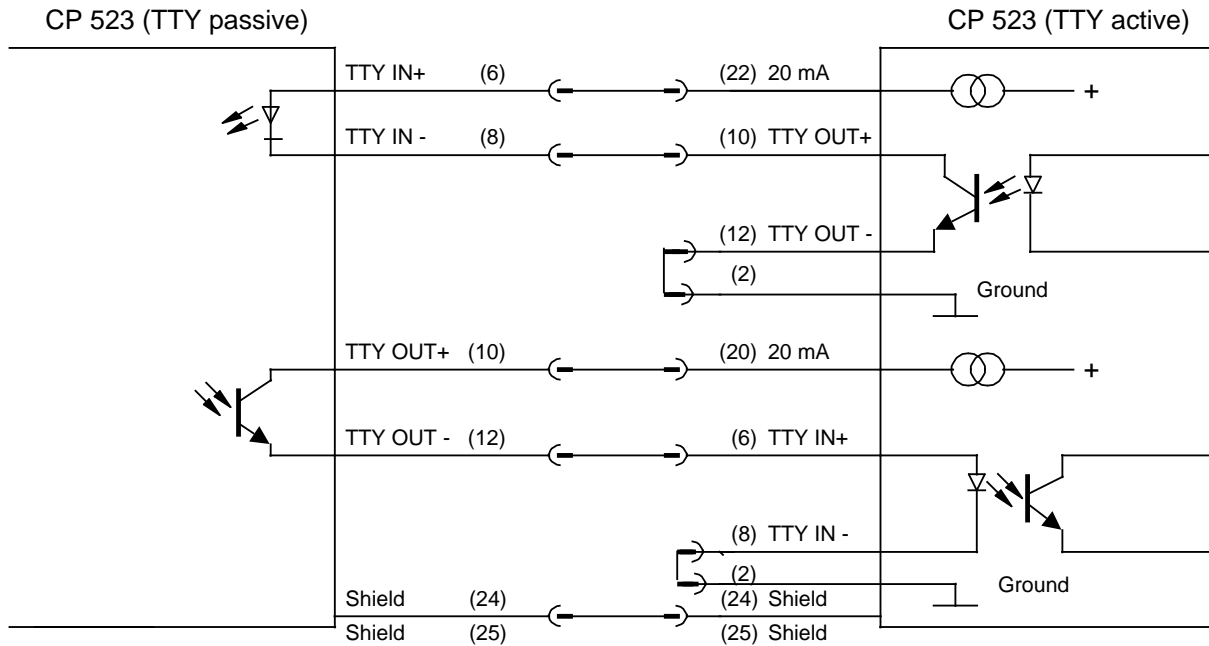 CP 523 (TTY passive) CP 523 (TTY active)
TTY IN+ (6) (22) 20 mA +
TTY IN - (8) (10) TTY OUT+
(12) TTY OUT -
(2)
Ground
TTY OUT+ (10) (20) 20 mA +
TTY OUT - (12) (6) TTY IN+
(8) TTY IN -
(2)
Ground
Shield (24) (24) Shield
Shield (25) (25) Shield